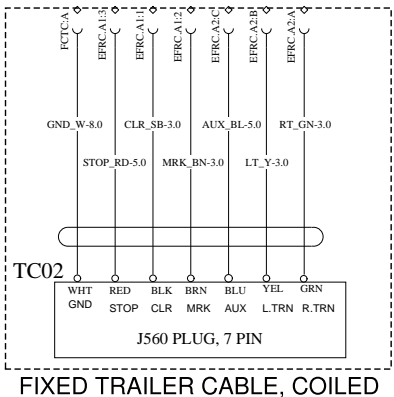 FCTC:A EFRC.A1:3 EFRC.A1:1 EFRC.A1:2 EFRC.A2:C EFRC.A2:B EFRC.A2:A
GND_W-8.0 CLR_SB-3.0 AUX_BL-5.0 RT_GN-3.0
STOP_RD-5.0 MRK_BN-3.0 LT_Y-3.0
TC02
WHT RED BLK BRN BLU YEL GRN
GND STOP CLR MRK AUX L.TRN R.TRN
J560 PLUG, 7 PIN
FIXED TRAILER CABLE, COILED